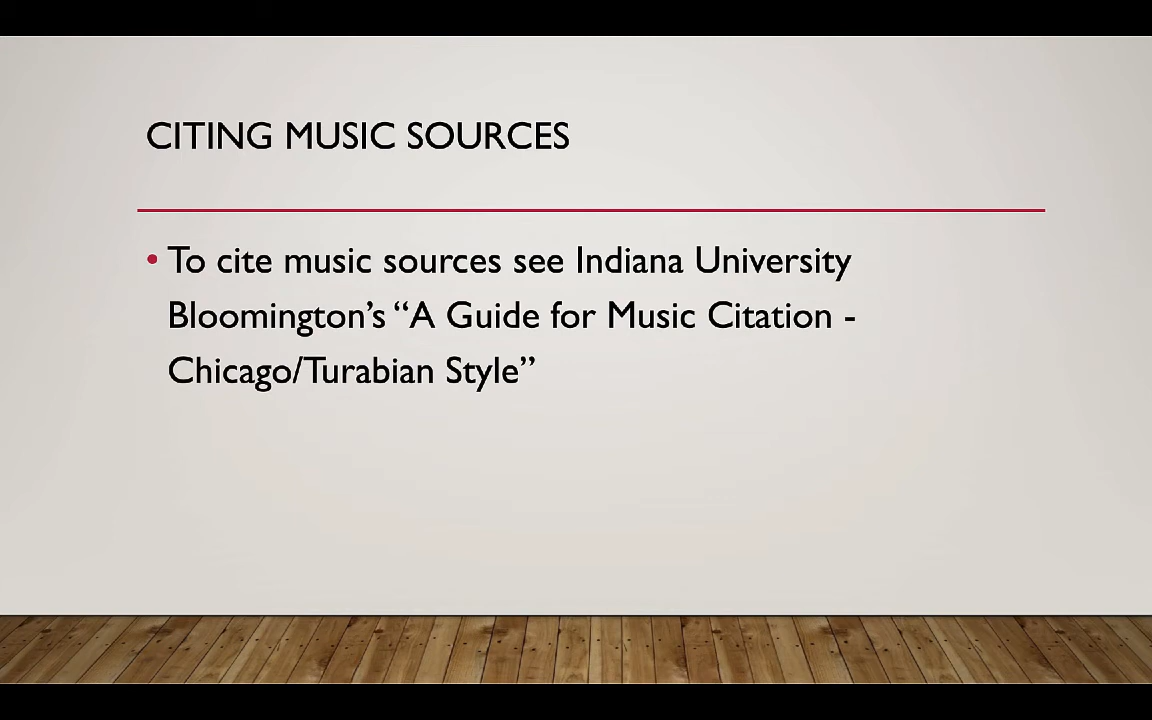 CITING MUSIC SOURCES
• To cite music sources see Indiana University
Bloomington’s “A Guide for Music Citation -
Chicago/Turabian Style”